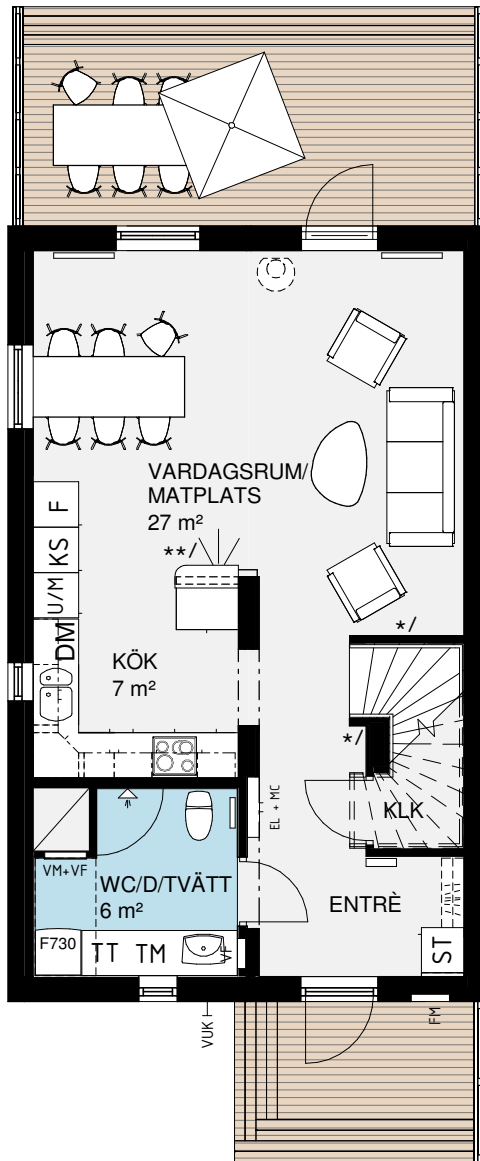 VARDAGSRUM/
MATPLATS
27 m²
**/
F
KS
U/M
DM
KÖK
7 m²
*/
*/
EL + MC
KLK
VM+VF
WC/D/TVÄTT
6 m²
ENTRÈ
F730
TT TM
VF
ST
VUK
FM